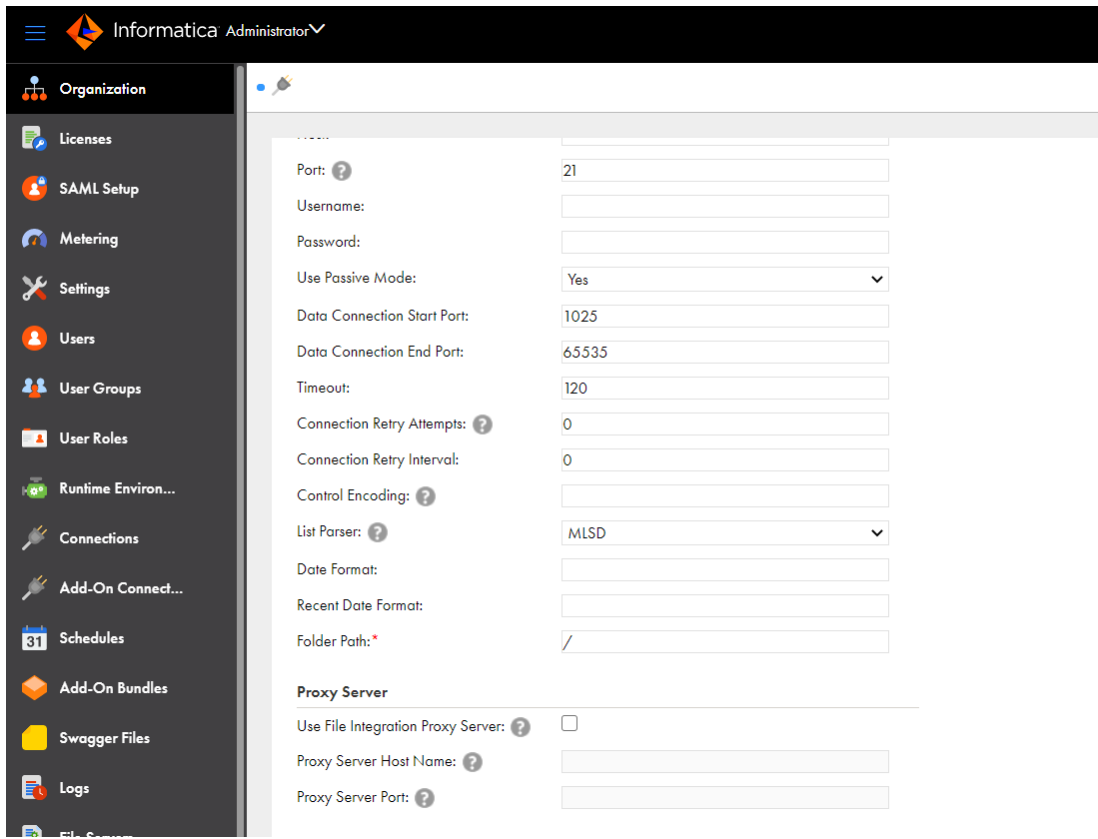 Informatica Administrator
Organization
Licenses
SAML Setup
Metering
Settings
Users
User Groups
User Roles
Runtime Environ...
Connections
Add-On Connect...
31 Schedules
Add-On Bundles
Swagger Files
Logs
Port: ? 21
Username:
Password:
Use Passive Mode: Yes
Data Connection Start Port: 1025
Data Connection End Port: 65535
Timeout: 120
Connection Retry Attempts: ? 0
Connection Retry Interval: 0
Control Encoding: ?
List Parser: ? MLSD
Date Format:
Recent Date Format:
Folder Path:* /
Proxy Server
Use File Integration Proxy Server: ?
Proxy Server Host Name: ?
Proxy Server Port: ?